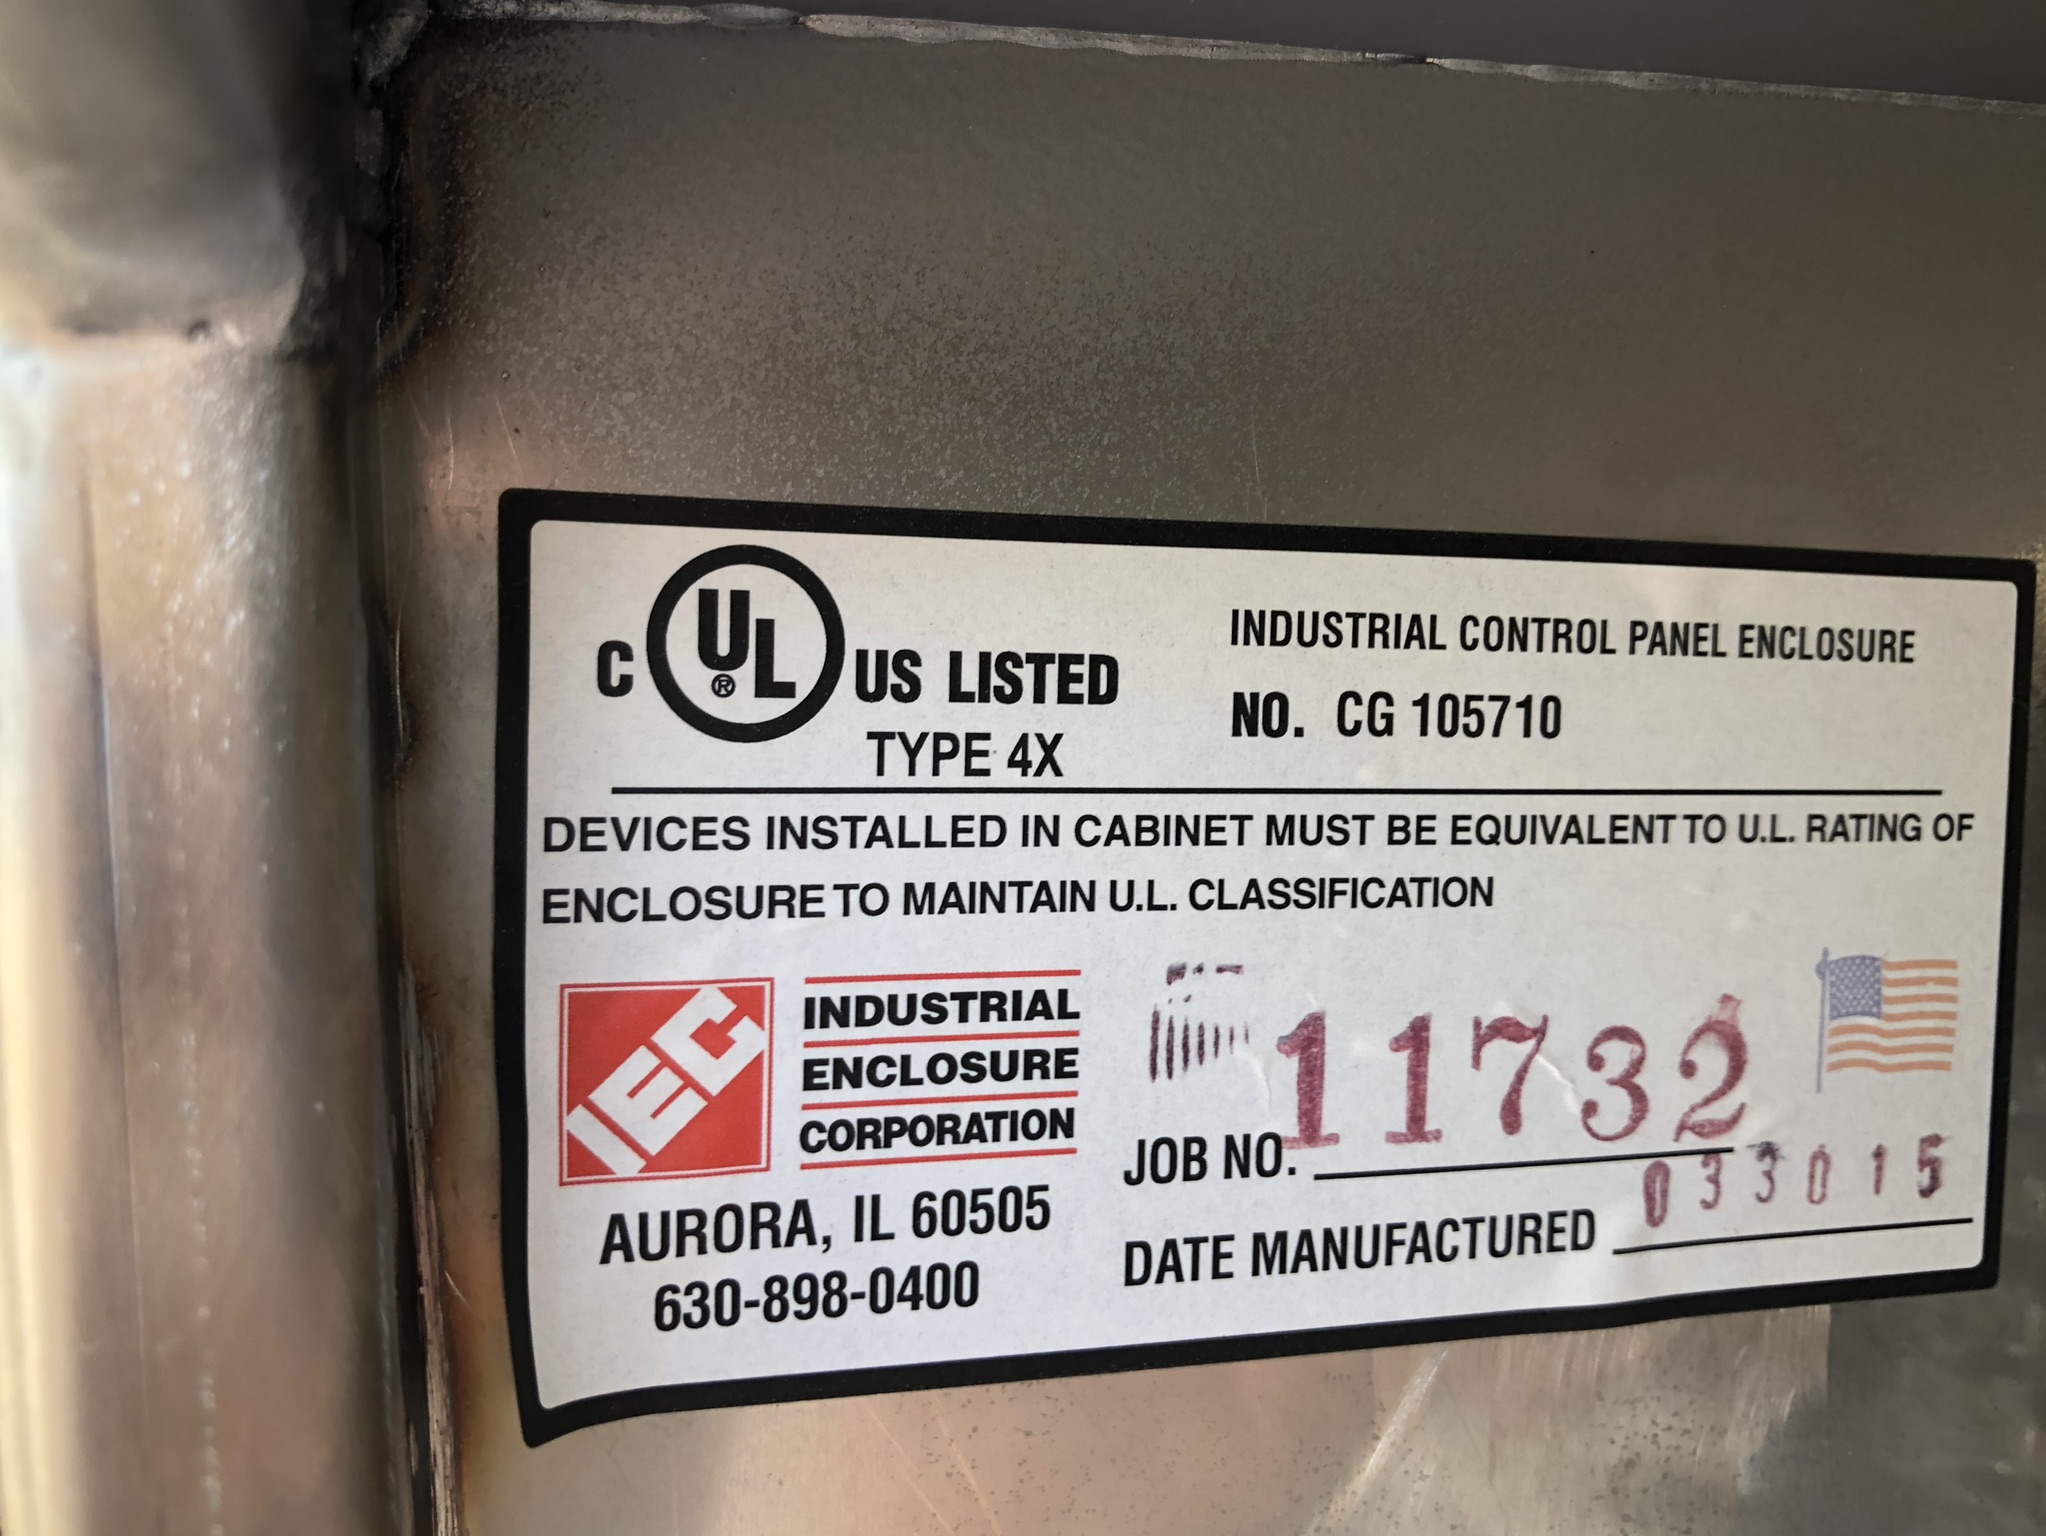 C UL® US LISTED
TYPE 4X
INDUSTRIAL CONTROL PANEL ENCLOSURE
NO. CG 105710
DEVICES INSTALLED IN CABINET MUST BE EQUIVALENT TO U.L. RATING OF
ENCLOSURE TO MAINTAIN U.L. CLASSIFICATION
IEC
INDUSTRIAL
ENCLOSURE
CORPORATION
AURORA, IL 60505
630-898-0400
JOB NO. 11732
DATE MANUFACTURED 033015